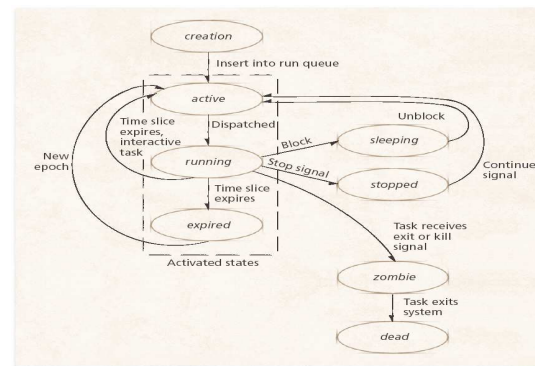 creation
Insert into run queue
active
Time slice
expires,
interactive
task
Dispatched
Unblock
New
epoch
Block
sleeping
running
Stop signal
stopped
Continue
signal
Time slice
expires
expired
Activated states
Task receives
exit or kill
signal
zombie
Task exits
system
dead